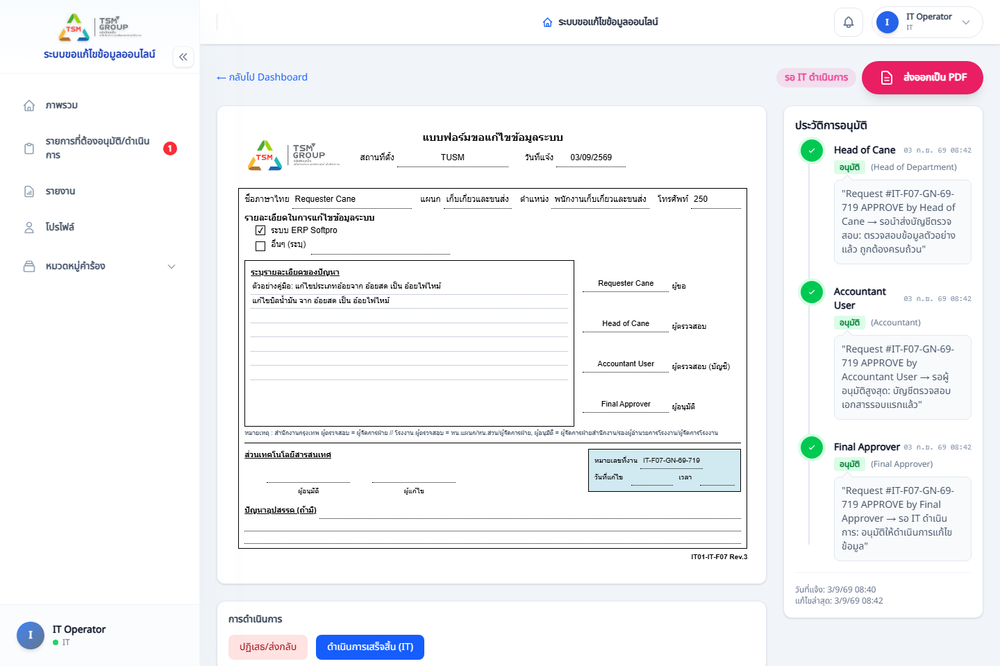 TSM
TSM GROUP
ระบบขอแก้ไขข้อมูลออนไลน์
ภาพรวม
รายการที่ต้องอนุมัติ/ดำเนิน
การ
1
รายงาน
โปรไฟล์
หมวดหมู่คำร้อง
I
IT Operator
IT
ระบบขอแก้ไขข้อมูลออนไลน์
I
IT Operator
IT
← กลับไป Dashboard
รอ IT ดำเนินการ
ส่งออกเป็น PDF
TSM
TSM GROUP
แบบฟอร์มขอแก้ไขข้อมูลระบบ
สถานที่ตั้ง TUSM วันที่แจ้ง 03/09/2569
ชื่อภาษาไทย Requester Cane แผนก เก็บเกี่ยวและขนส่ง ตำแหน่ง พนักงานเก็บเกี่ยวและขนส่ง โทรศัพท์ 250
รายละเอียดในการแก้ไขข้อมูลระบบ
✓ ระบบ ERP Softpro
อื่นๆ (ระบุ)
ระบุรายละเอียดของปัญหา
ตัวอย่างคู่มือ: แก้ไขประเภทอ้อยจาก อ้อยสด เป็น อ้อยไฟไหม้
แก้ไขบิลน้ำมัน จาก อ้อยสด เป็น อ้อยไฟไหม้
Requester Cane ผู้ขอ
Head of Cane ผู้ตรวจสอบ
Accountant User ผู้ตรวจสอบ (บัญชี)
Final Approver ผู้อนุมัติ
หมายเหตุ : สำนักงานกรุงเทพ ผู้ตรวจสอบ = ผู้จัดการฝ่าย // โรงงาน ผู้ตรวจสอบ = หน.แผนก/หน.ส่วน/ผู้จัดการฝ่าย, ผู้อนุมัติ = ผู้จัดการฝ่ายสำนักงาน/รองผู้อำนวยการโรงงาน/ผู้จัดการโรงงาน
ส่วนเทคโนโลยีสารสนเทศ
ผู้อนุมัติ ผู้แก้ไข
หมายเลขที่งาน IT-F07-GN-69-719
วันที่แก้ไข เวลา
ปัญหาอุปสรรค (ถ้ามี)
IT01-IT-F07 Rev.3
การดำเนินการ
ปฏิเสธ/ส่งกลับ
ดำเนินการเสร็จสิ้น (IT)
ประวัติการอนุมัติ
Head of Cane 03 ก.ย. 69 08:42
อนุมัติ (Head of Department)
"Request #IT-F07-GN-69-
719 APPROVE by Head of
Cane → รอนำส่งบัญชีตรวจ
สอบ: ตรวจสอบข้อมูลตัวอย่าง
แล้ว ถูกต้องครบถ้วน"
Accountant
User
03 ก.ย. 69 08:42
อนุมัติ (Accountant)
"Request #IT-F07-GN-69-
719 APPROVE by
Accountant User → รอผู้
อนุมัติสูงสุด: บัญชีตรวจสอบ
เอกสารรอบแรกแล้ว"
Final Approver 03 ก.ย. 69 08:42
อนุมัติ (Final Approver)
"Request #IT-F07-GN-69-
719 APPROVE by Final
Approver → รอ IT ดำเนิน
การ: อนุมัติให้ดำเนินการแก้ไข
ข้อมูล"
วันที่แจ้ง: 3/9/69 08:40
แก้ไขล่าสุด: 3/9/69 08:42